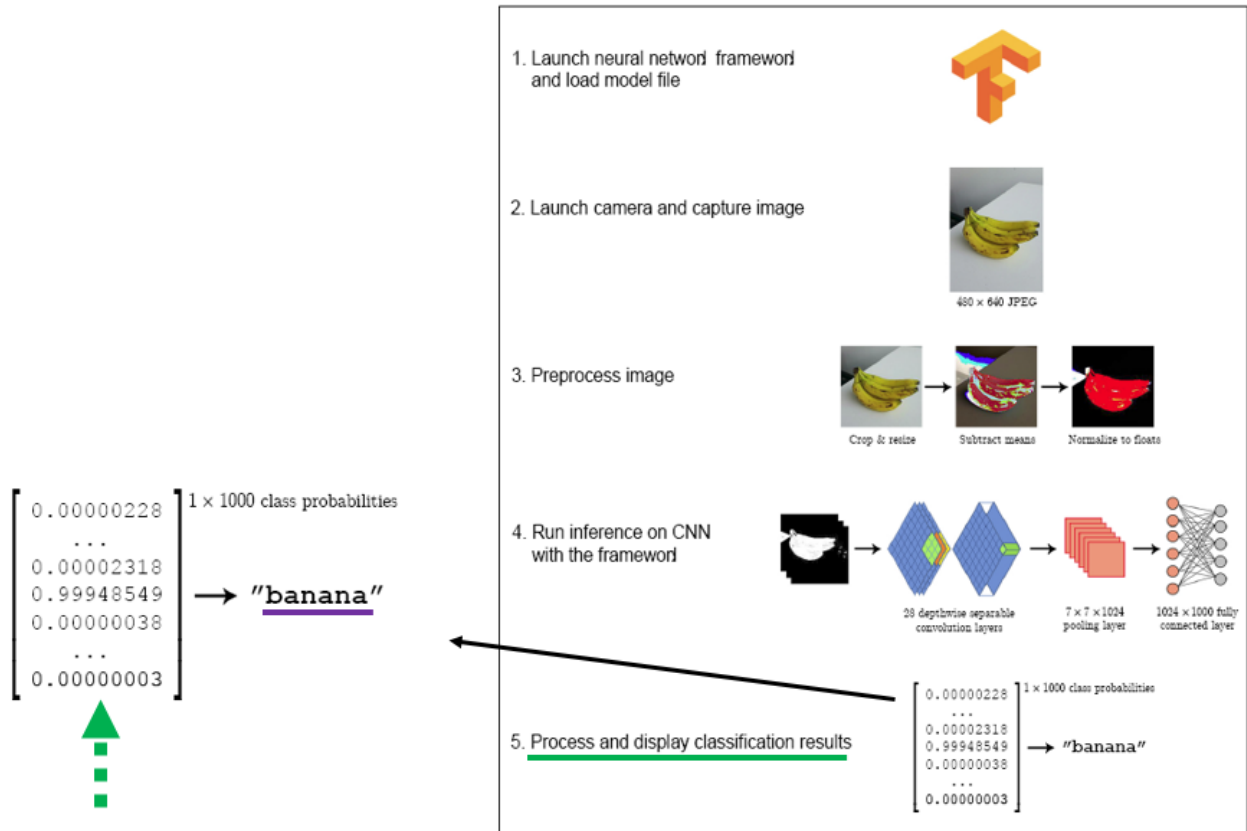 0.00000228
...
0.00002318
0.99948549
0.00000038
...
0.00000003
1 × 1000 class probabilities
"banana"
1. Launch neural netword frameword
and load model file
2. Launch camera and capture image
480 × 640 JPEG
3. Preprocess image
Crop & resize
Subtract means
Normalize to floats
4. Run inference on CNN
with the frameword
28 depthwise separable
convolution layers
7 × 7 × 1024
pooling layer
1024 × 1000 fully
connected layer
5. Process and display classification results
0.00000228
...
0.00002318
0.99948549
0.00000038
...
0.00000003
1 × 1000 class probabilities
"banana"